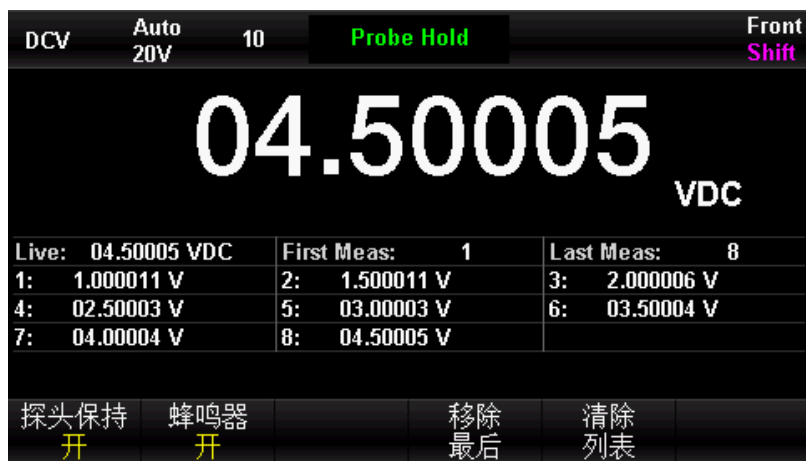 DCV Auto 10 Probe Hold Front
20V Shift
04.50005
VDC
Live: 04.50005 VDC First Meas: 1 Last Meas: 8
1: 1.000011 V 2: 1.500011 V 3: 2.000006 V
4: 02.50003 V 5: 03.00003 V 6: 03.50004 V
7: 04.00004 V 8: 04.50005 V
探头保持 蜂鸣器 移除 清除
开 开 最后 列表